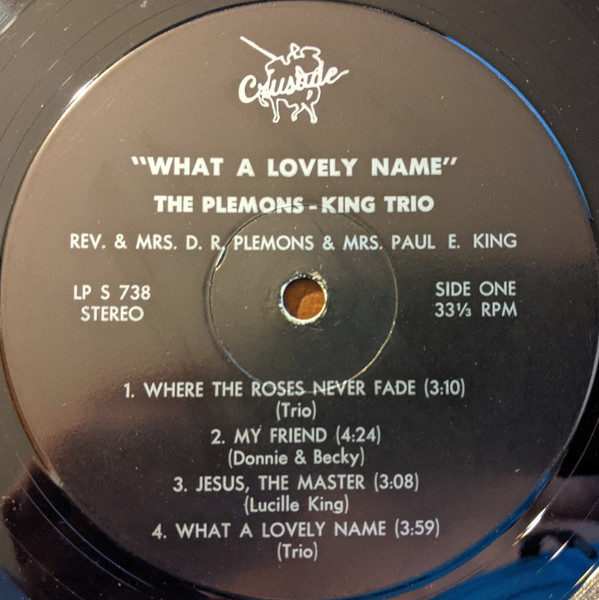 Crusade
"WHAT A LOVELY NAME"
THE PLEMONS-KING TRIO
REV. & MRS. D. R. PLEMONS & MRS. PAUL E. KING
LP S 738
STEREO
SIDE ONE
33⅓ RPM
1. WHERE THE ROSES NEVER FADE (3:10)
(Trio)
2. MY FRIEND (4:24)
(Donnie & Becky)
3. JESUS, THE MASTER (3:08)
(Lucille King)
4. WHAT A LOVELY NAME (3:59)
(Trio)